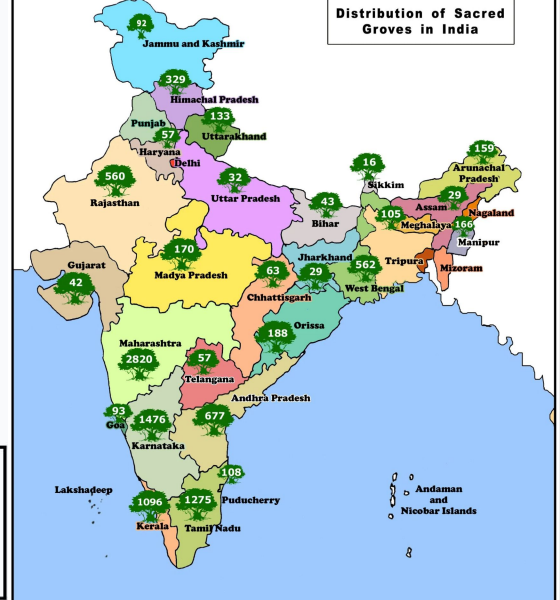 Distribution of Sacred
Groves in India
92
Jammu and Kashmir
329
Himachal Pradesh
133
Uttarakhand
Punjab
57
Haryana
Delhi
560
Rajasthan
32
Uttar Pradesh
16
Sikkim
159
Arunachal
Pradesh
29
Assam
Nagaland
43
Bihar
105
Meghalaya
166
Manipur
170
Madya Pradesh
Gujarat
42
Jharkhand
29
63
Chhattisgarh
562
West Bengal
Tripura
Mizoram
188
Orissa
Maharashtra
2820
57
Telangana
Andhra Pradesh
93
Goa
1476
Karnataka
677
108
Puducherry
Lakshadeep
1096
Kerala
1275
Tamil Nadu
Andaman
and
Nicobar Islands